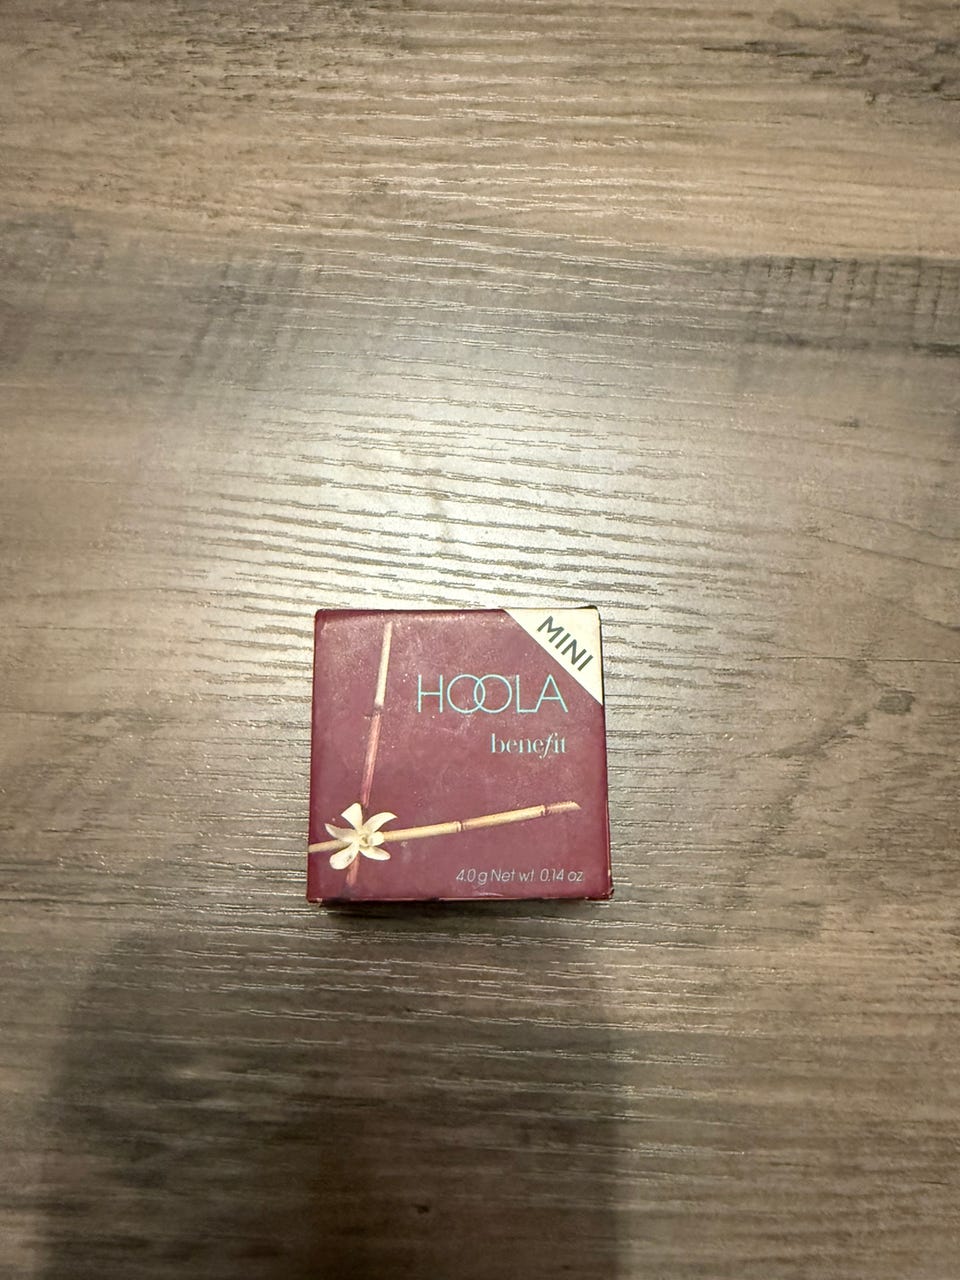 MINI
HOOLA
benefit
4.0 g Net wt. 0.14 oz.